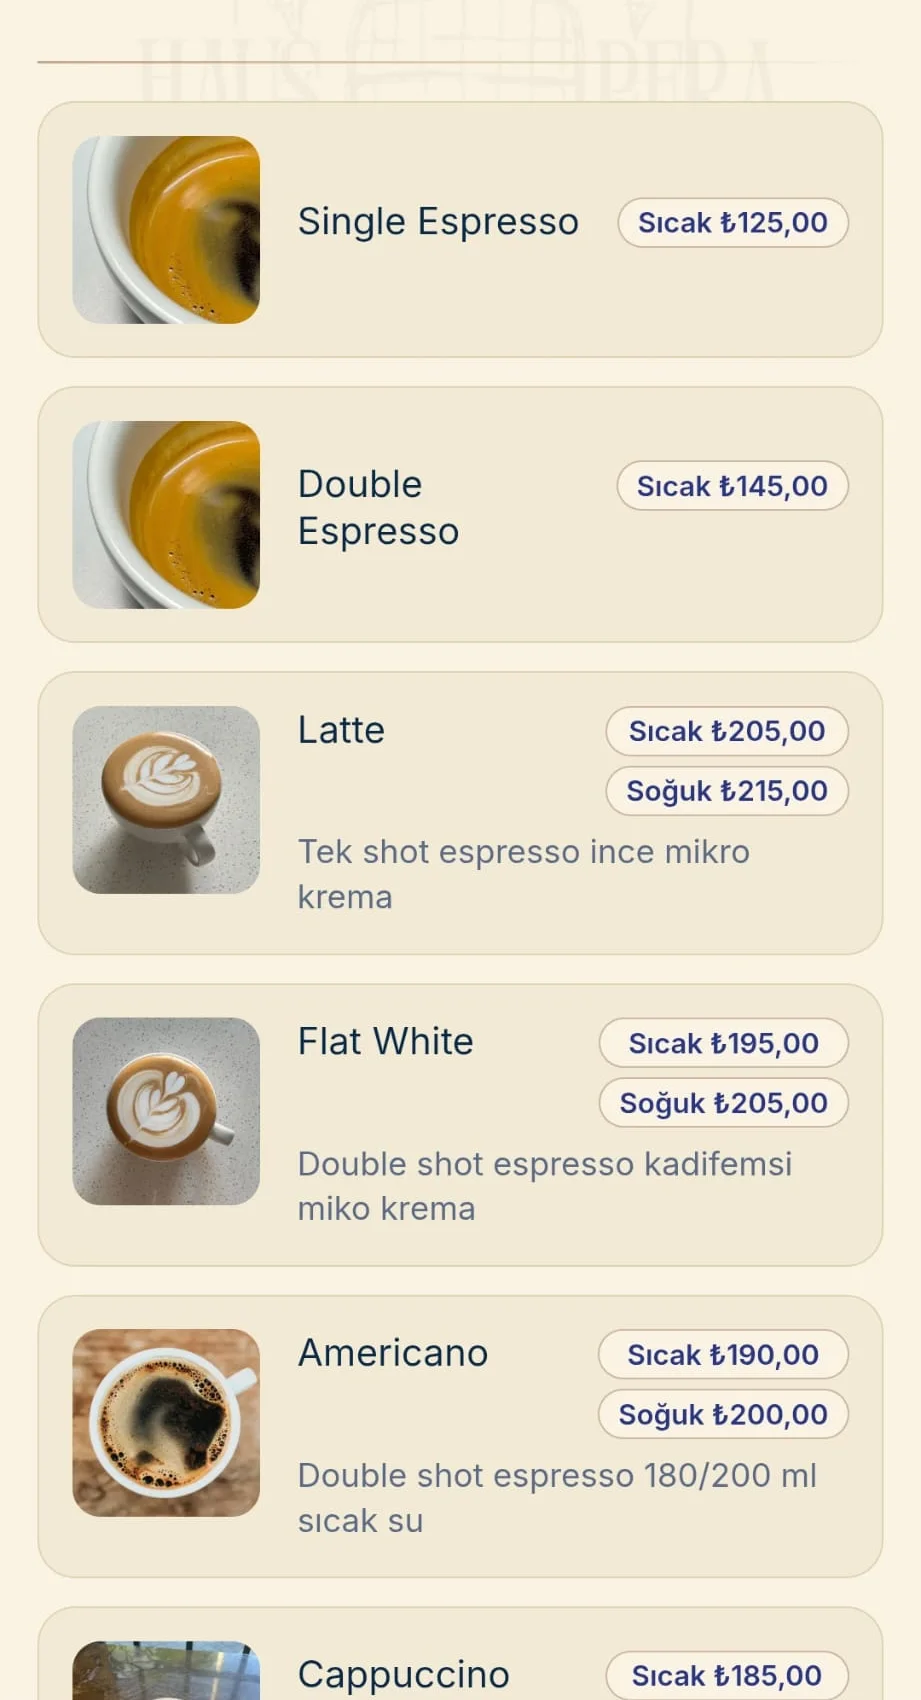 HAUS OPERA
Single Espresso
Sıcak ₺125,00
Double
Espresso
Sıcak ₺145,00
Latte
Sıcak ₺205,00
Soğuk ₺215,00
Tek shot espresso ince mikro
krema
Flat White
Sıcak ₺195,00
Soğuk ₺205,00
Double shot espresso kadifemsi
miko krema
Americano
Sıcak ₺190,00
Soğuk ₺200,00
Double shot espresso 180/200 ml
sıcak su
Cappuccino
Sıcak ₺185,00